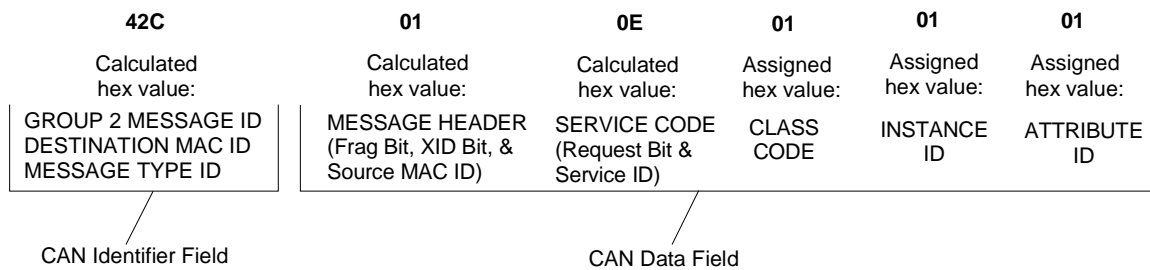 42C 01 0E 01 01 01
Calculated Calculated Calculated Assigned Assigned Assigned
hex value: hex value: hex value: hex value: hex value: hex value:
GROUP 2 MESSAGE ID MESSAGE HEADER SERVICE CODE CLASS INSTANCE ATTRIBUTE
DESTINATION MAC ID (Frag Bit, XID Bit, & (Request Bit & CODE ID ID
MESSAGE TYPE ID Source MAC ID) Service ID)
CAN Identifier Field CAN Data Field